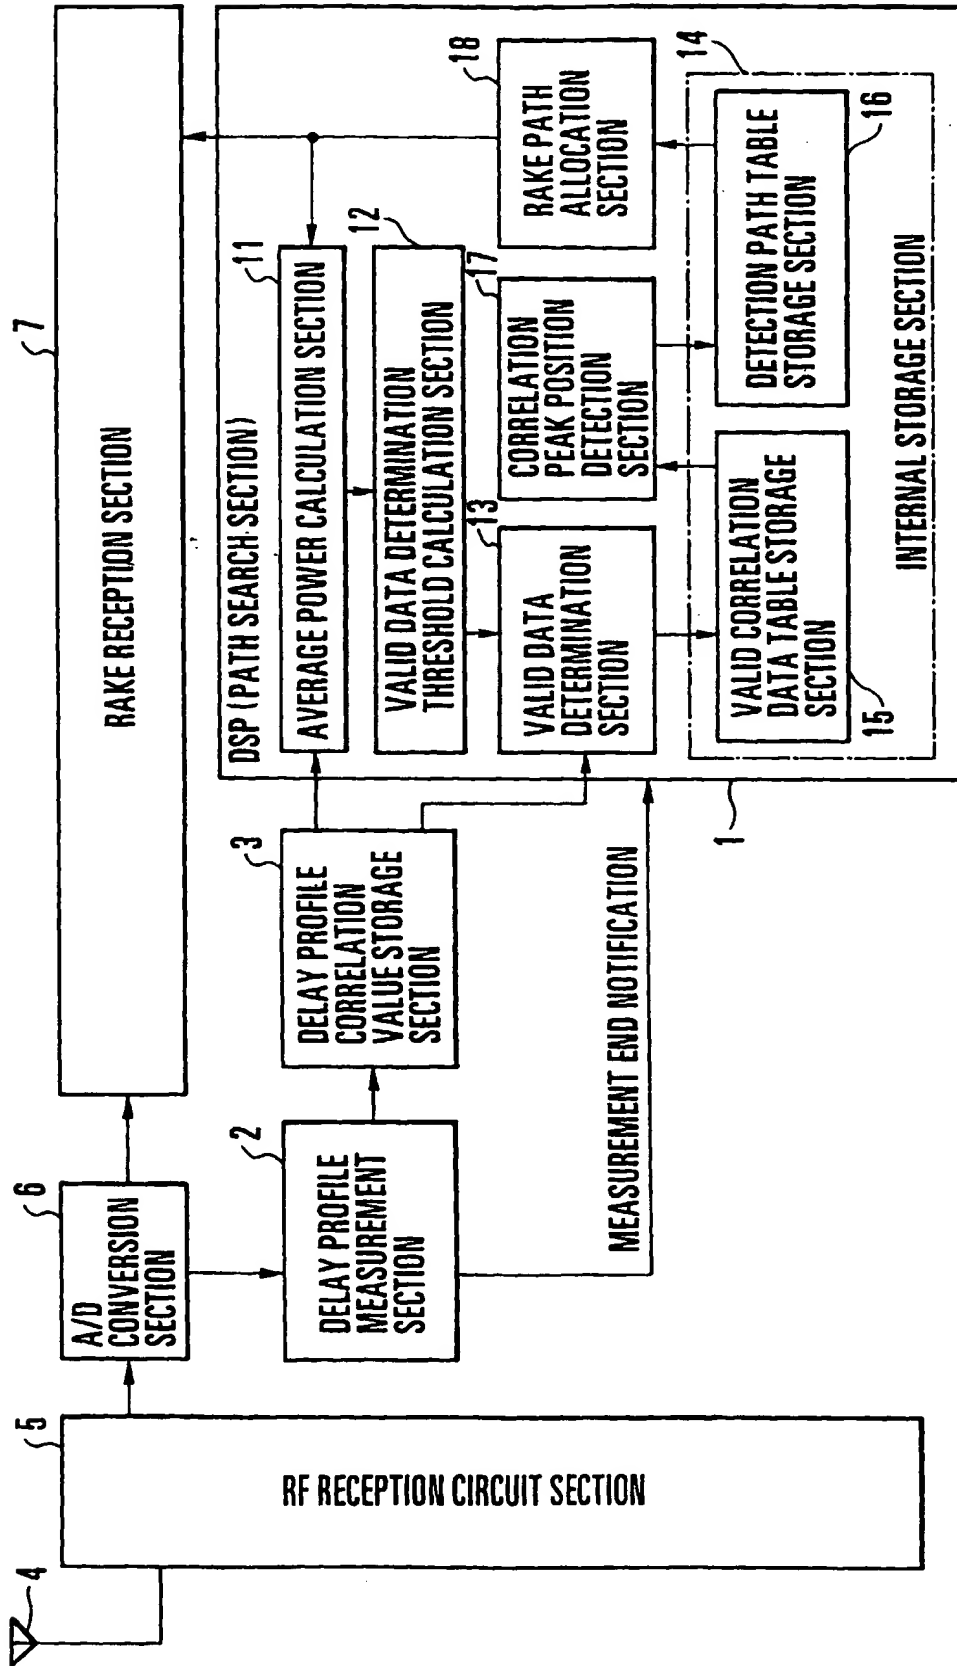 4
5
RF RECEPTION CIRCUIT SECTION
6
A/D
CONVERSION
SECTION
7
RAKE RECEPTION SECTION
2
DELAY PROFILE
MEASUREMENT
SECTION
3
DELAY PROFILE
CORRELATION
VALUE STORAGE
SECTION
MEASUREMENT END NOTIFICATION
1
DSP (PATH SEARCH SECTION)
11
AVERAGE POWER CALCULATION SECTION
12
VALID DATA DETERMINATION
THRESHOLD CALCULATION SECTION
13
VALID DATA
DETERMINATION
SECTION
17
CORRELATION
PEAK POSITION
DETECTION
SECTION
18
RAKE PATH
ALLOCATION
SECTION
14
15
VALID CORRELATION
DATA TABLE STORAGE
SECTION
16
DETECTION PATH TABLE
STORAGE SECTION
INTERNAL STORAGE SECTION